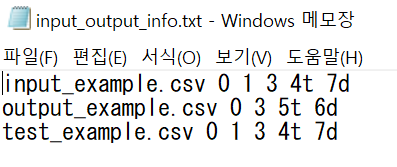 input_output_info.txt - Windows 메모장
파일(F) 편집(E) 서식(O) 보기(V) 도움말(H)
input_example.csv 0 1 3 4t 7d
output_example.csv 0 3 5t 6d
test_example.csv 0 1 3 4t 7d